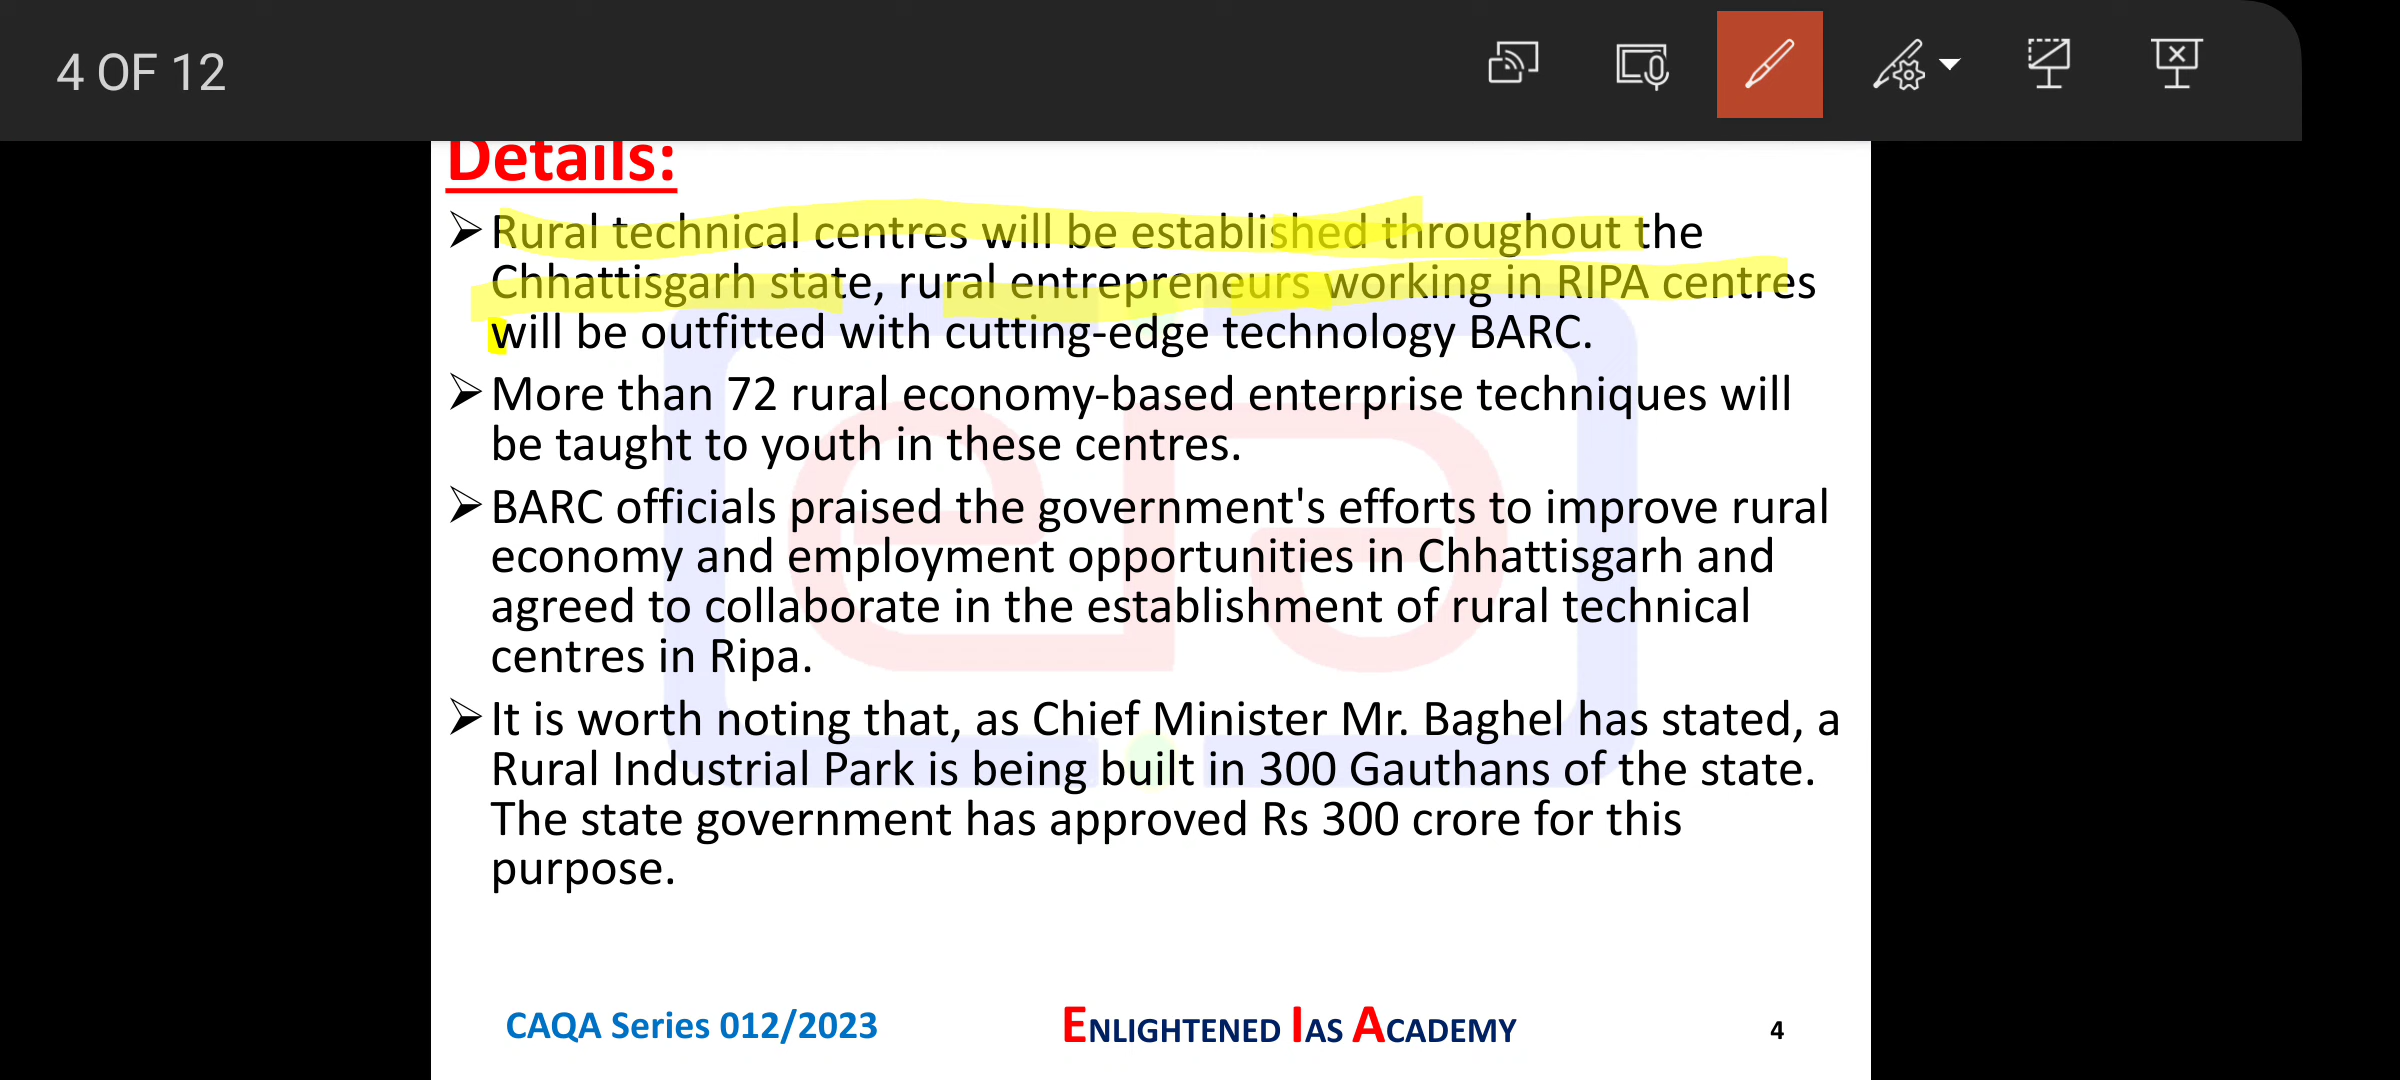 4 OF 12
Details:
➢ Rural technical centres will be established throughout the
Chhattisgarh state, rural entrepreneurs working in RIPA centres
will be outfitted with cutting-edge technology BARC.
➢ More than 72 rural economy-based enterprise techniques will
be taught to youth in these centres.
➢ BARC officials praised the government's efforts to improve rural
economy and employment opportunities in Chhattisgarh and
agreed to collaborate in the establishment of rural technical
centres in Ripa.
➢ It is worth noting that, as Chief Minister Mr. Baghel has stated, a
Rural Industrial Park is being built in 300 Gauthans of the state.
The state government has approved Rs 300 crore for this
purpose.
CAQA Series 012/2023 ENLIGHTENED IAS ACADEMY 4